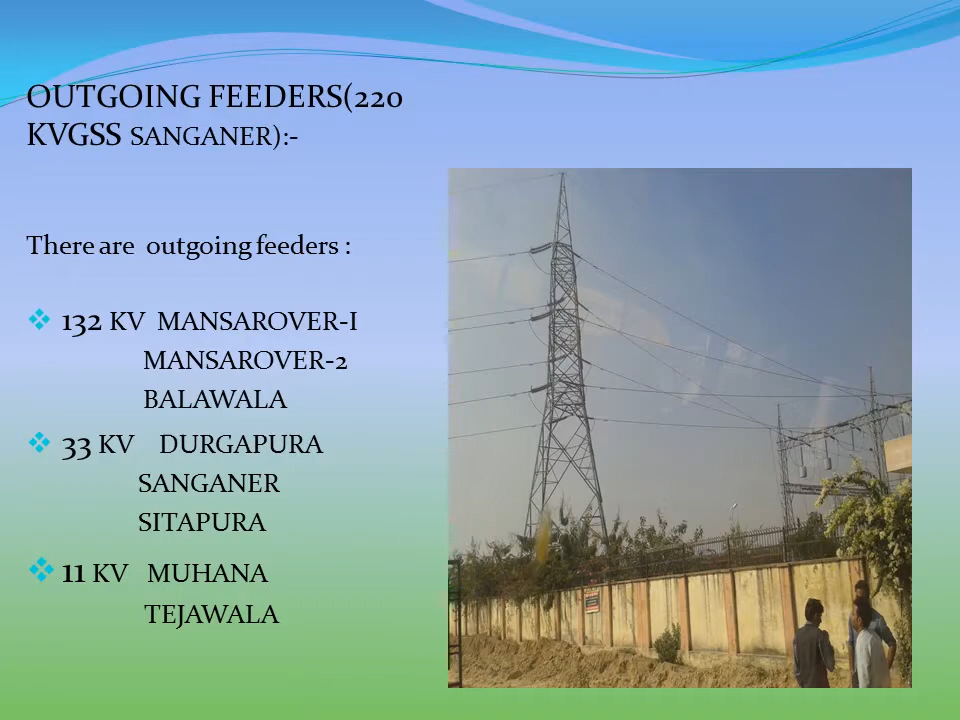 OUTGOING FEEDERS(220
KVGSS SANGANER):-
There are outgoing feeders :
❖ 132 KV MANSAROVER-I
MANSAROVER-2
BALAWALA
❖ 33 KV DURGAPURA
SANGANER
SITAPURA
❖ 11 KV MUHANA
TEJAWALA